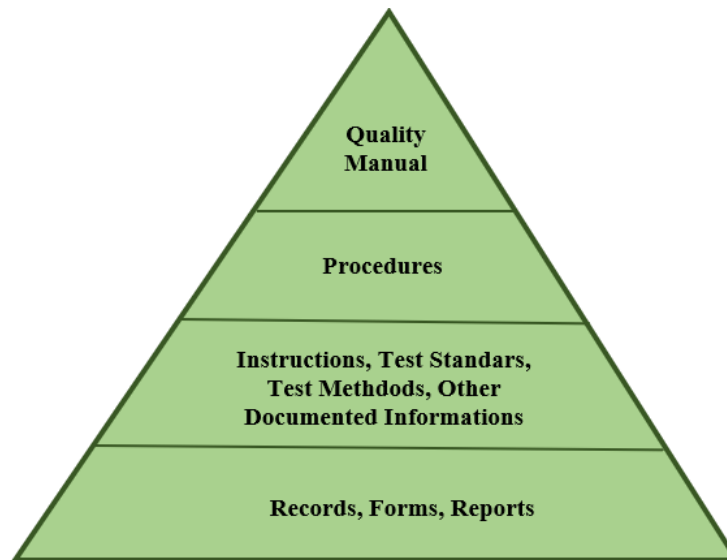 Quality
Manual
Procedures
Instructions, Test Standars,
Test Methdods, Other
Documented Informations
Records, Forms, Reports